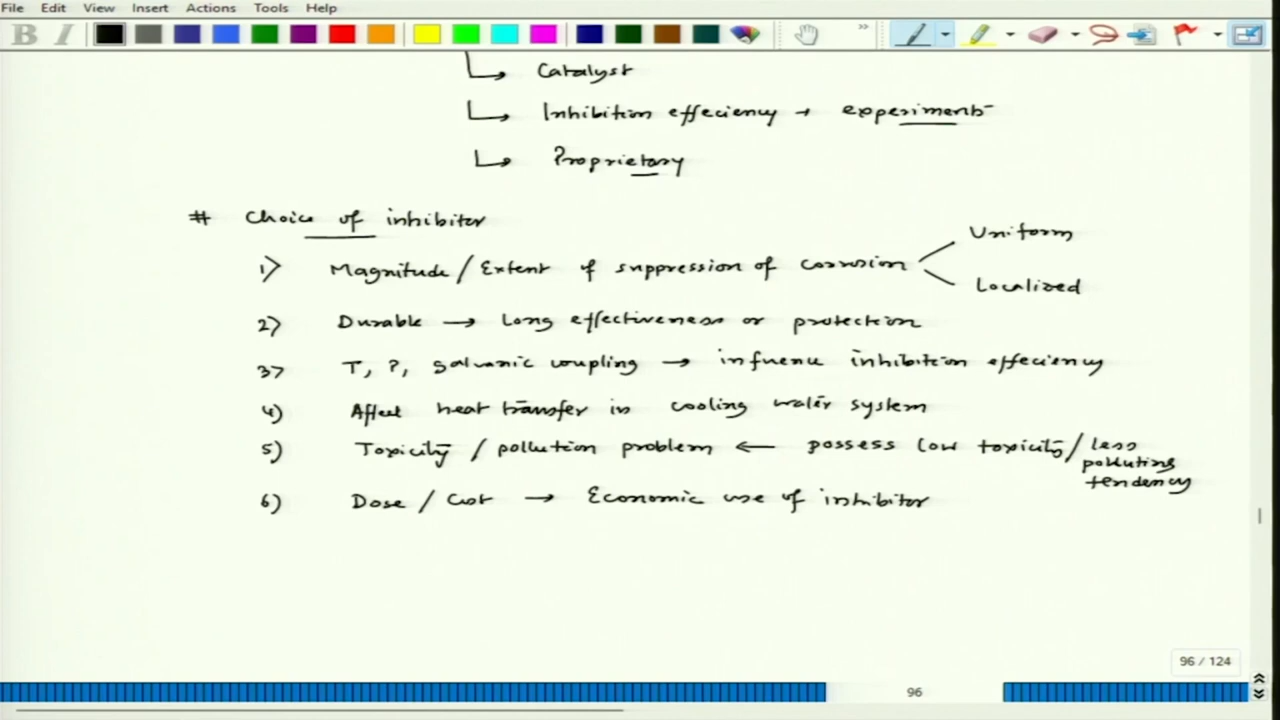 File Edit View Insert Actions Tools Help
B I
Catalyst
Inhibition effeciency → experiments
Proprietary
# Choice of inhibitor
1) Magnitude / Extent of suppression of corrosion
Uniform
Localized
2) Durable → Long effectiveness or protection
3) T, P, galvanic coupling → infuence inhibition effeciency
4) Affect heat transfer in cooling water system
5) Toxicity / pollution problem ← possess low toxicity / less
polluting
tendency
6) Dose / Cost → Economic use of inhibitor
96 / 124
96